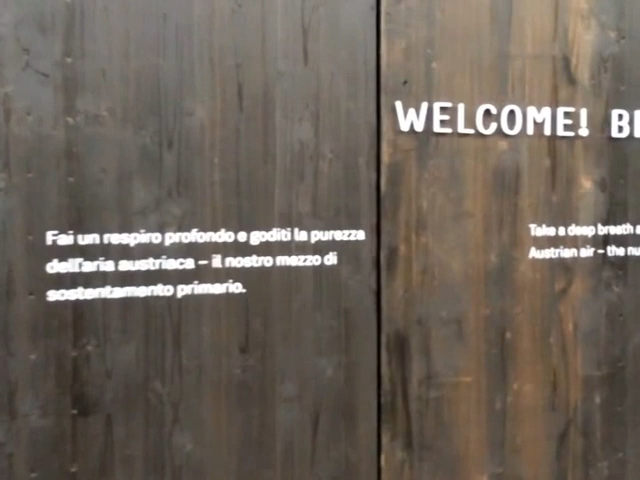 Fai un respiro profondo e goditi la purezza
dell'aria austriaca – il nostro mezzo di
sostentamento primario.
WELCOME! BR
Take a deep breath a
Austrian air – the nu